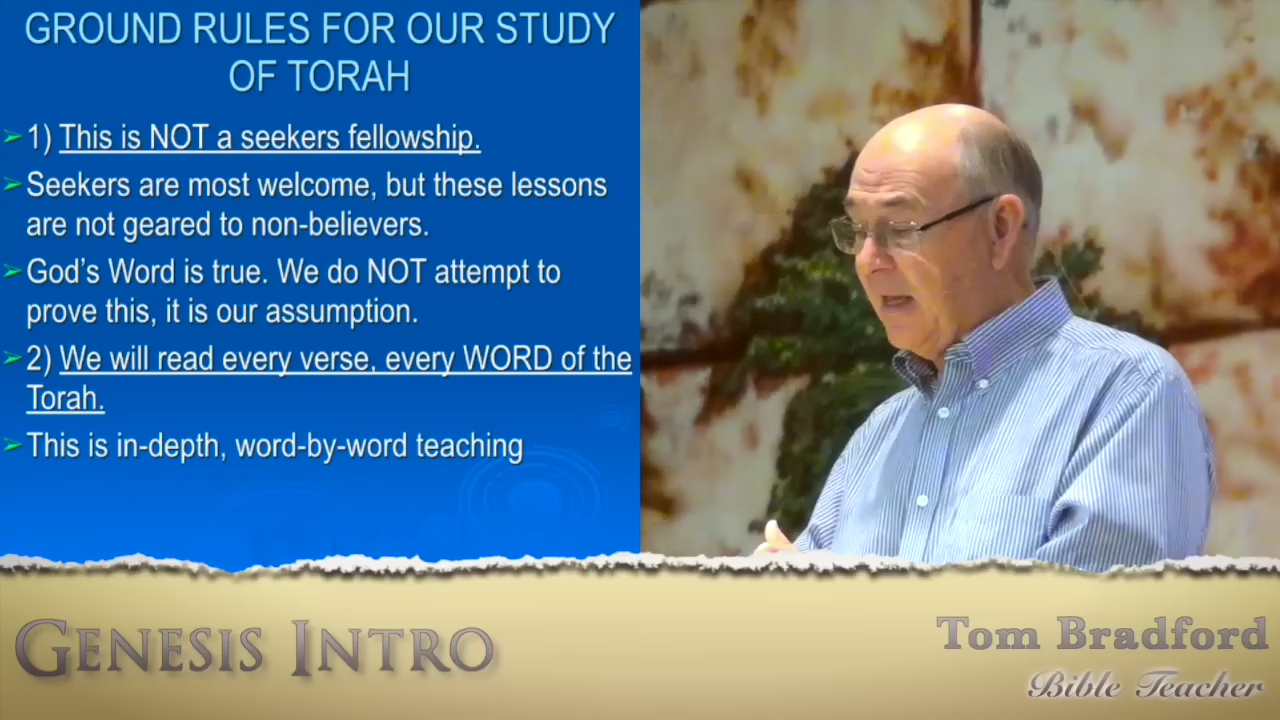 GROUND RULES FOR OUR STUDY
OF TORAH
➢1) This is NOT a seekers fellowship.
➢Seekers are most welcome, but these lessons
are not geared to non-believers.
➢God's Word is true. We do NOT attempt to
prove this, it is our assumption.
➢2) We will read every verse, every WORD of the
Torah.
➢This is in-depth, word-by-word teaching
Genesis Intro
Tom Bradford
Bible Teacher